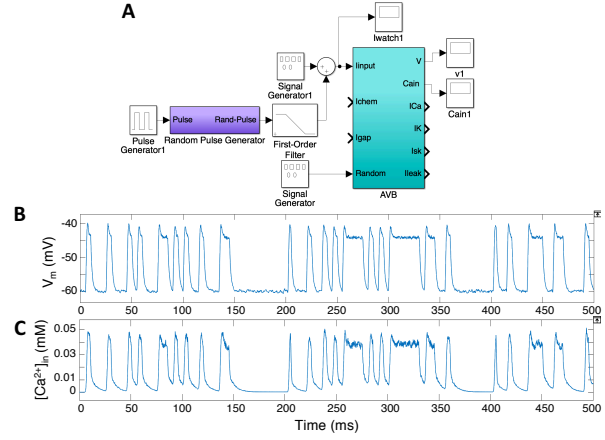 A
Iwatch1
Signal
Generator1
Iinput
V
v1
Ichem
Cain
Cain1
Pulse
Rand-Pulse
ICa
Igap
IK
Pulse
Generator1
Random Pulse Generator
First-Order
Filter
Isk
Signal
Generator
Random
Ileak
AVB
B
Vm (mV)
-40
-50
-60
0
50
100
150
200
250
300
350
400
450
500
C
[Ca2+]in (mM)
0.05
0.03
0.01
0
0
50
100
150
200
250
300
350
400
450
500
Time (ms)